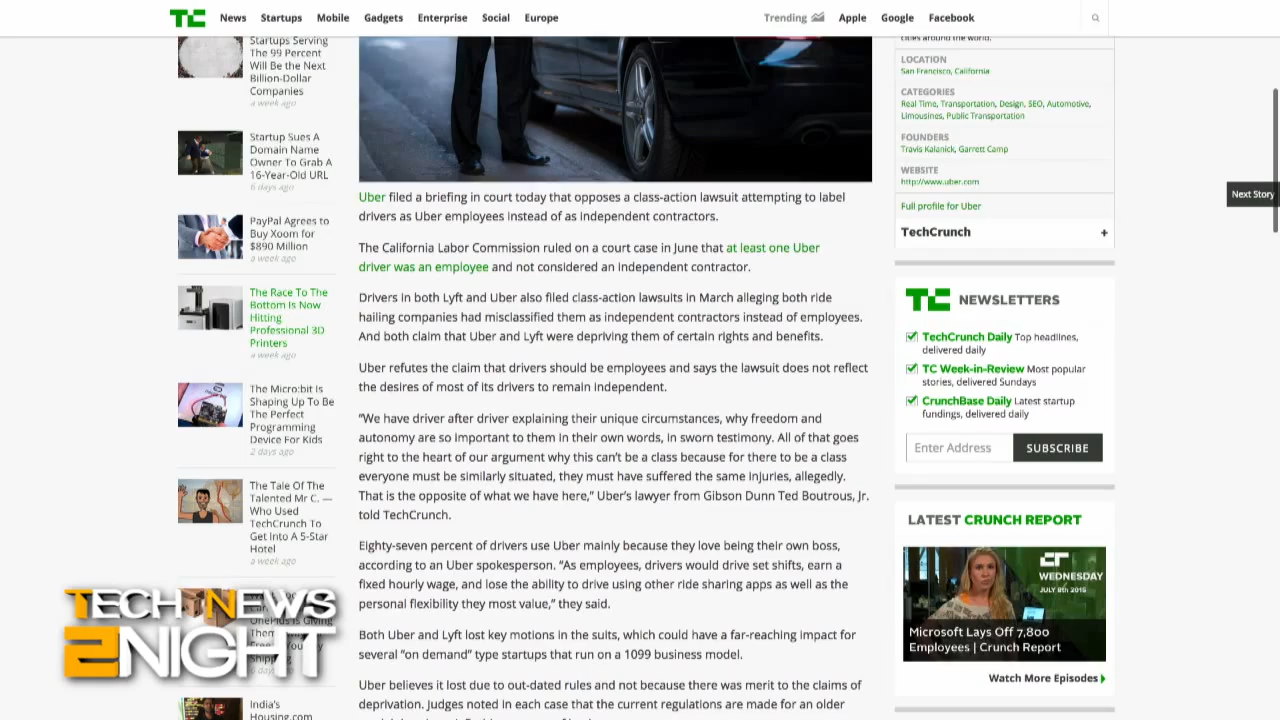 News Startups Mobile Gadgets Enterprise Social Europe
Trending Apple Google Facebook
Startups Serving
The 99 Percent
Will Be the Next
Billion-Dollar
Companies
a week ago
Startup Sues A
Domain Name
Owner To Grab A
16-Year-Old URL
6 days ago
PayPal Agrees to
Buy Xoom for
$890 Million
a week ago
The Race To The
Bottom Is Now
Hitting
Professional 3D
Printers
a week ago
The Micro:bit Is
Shaping Up To Be
The Perfect
Programming
Device For Kids
2 days ago
The Tale Of The
Talented Mr C. —
Who Used
TechCrunch To
Get Into A 5-Star
Hotel
a week ago
OnePlus Is Giving
India's
Housing.com
Uber filed a briefing in court today that opposes a class-action lawsuit attempting to label
drivers as Uber employees instead of as independent contractors.
The California Labor Commission ruled on a court case in June that at least one Uber
driver was an employee and not considered an independent contractor.
Drivers in both Lyft and Uber also filed class-action lawsuits in March alleging both ride
hailing companies had misclassified them as independent contractors instead of employees.
And both claim that Uber and Lyft were depriving them of certain rights and benefits.
Uber refutes the claim that drivers should be employees and says the lawsuit does not reflect
the desires of most of its drivers to remain independent.
“We have driver after driver explaining their unique circumstances, why freedom and
autonomy are so important to them in their own words, in sworn testimony. All of that goes
right to the heart of our argument why this can’t be a class because for there to be a class
everyone must be similarly situated, they must have suffered the same injuries, allegedly.
That is the opposite of what we have here,” Uber’s lawyer from Gibson Dunn Ted Boutrous, Jr.
told TechCrunch.
Eighty-seven percent of drivers use Uber mainly because they love being their own boss,
according to an Uber spokesperson. “As employees, drivers would drive set shifts, earn a
fixed hourly wage, and lose the ability to drive using other ride sharing apps as well as the
personal flexibility they most value,” they said.
Both Uber and Lyft lost key motions in the suits, which could have a far-reaching impact for
several “on demand” type startups that run on a 1099 business model.
Uber believes it lost due to out-dated rules and not because there was merit to the claims of
deprivation. Judges noted in each case that the current regulations are made for an older
cities around the world.
LOCATION
San Francisco, California
CATEGORIES
Real Time, Transportation, Design, SEO, Automotive,
Limousines, Public Transportation
FOUNDERS
Travis Kalanick, Garrett Camp
WEBSITE
http://www.uber.com
Full profile for Uber
TechCrunch +
Next Story
TC NEWSLETTERS
TechCrunch Daily Top headlines,
delivered daily
TC Week-in-Review Most popular
stories, delivered Sundays
CrunchBase Daily Latest startup
fundings, delivered daily
Enter Address SUBSCRIBE
LATEST CRUNCH REPORT
WEDNESDAY
JULY 8th 2015
Microsoft Lays Off 7,800
Employees | Crunch Report
Watch More Episodes
TECH NEWS
2NIGHT